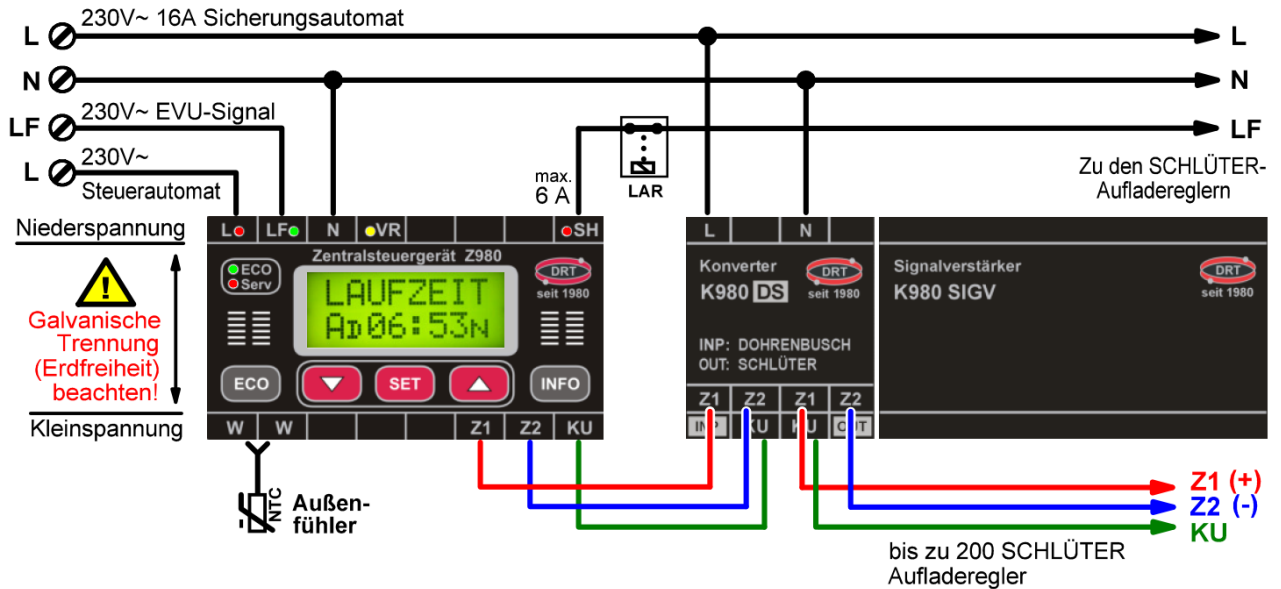 230V~ 16A Sicherungsautomat
L
L
N
N
230V~ EVU-Signal
LF
LF
230V~
L
Steuerautomat
max.
6 A
LAR
Zu den SCHLÜTER-
Aufladereglern
Niederspannung
L LF N VR SH
L N
Zentralsteuergerät Z980
ECO
Serv
DRT
seit 1980
LAUFZEIT
AD06:53N
ECO
SET
INFO
W W Z1 Z2 KU
Galvanische
Trennung
(Erdfreiheit)
beachten!
Kleinspannung
Konverter
K980 DS
DRT
seit 1980
INP: DOHRENBUSCH
OUT: SCHLÜTER
Z1 Z2 Z1 Z2
INP KU KU OUT
Signalverstärker
K980 SIGV
DRT
seit 1980
NTC
Außen-
fühler
Z1 (+)
Z2 (-)
KU
bis zu 200 SCHLÜTER
Aufladeregler